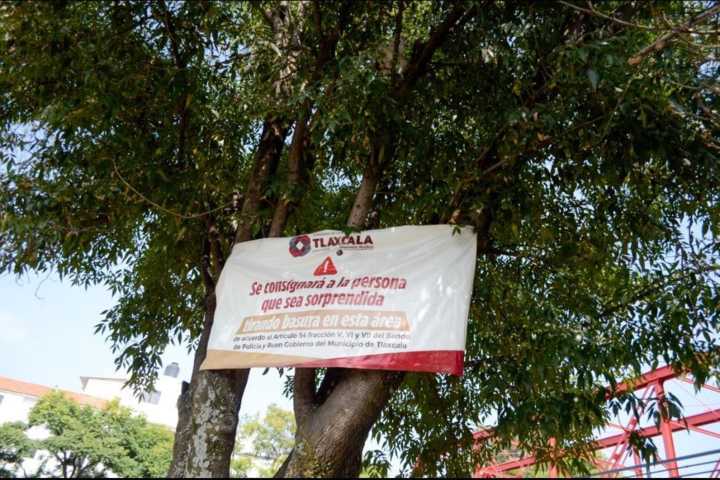 TLAXCALA
Se consignará a la persona
que sea sorprendida
tirando basura en esta área
de acuerdo al Artículo 54 fracción V, VI y VII del Bando
de Policía y Buen Gobierno del Municipio de Tlaxcala